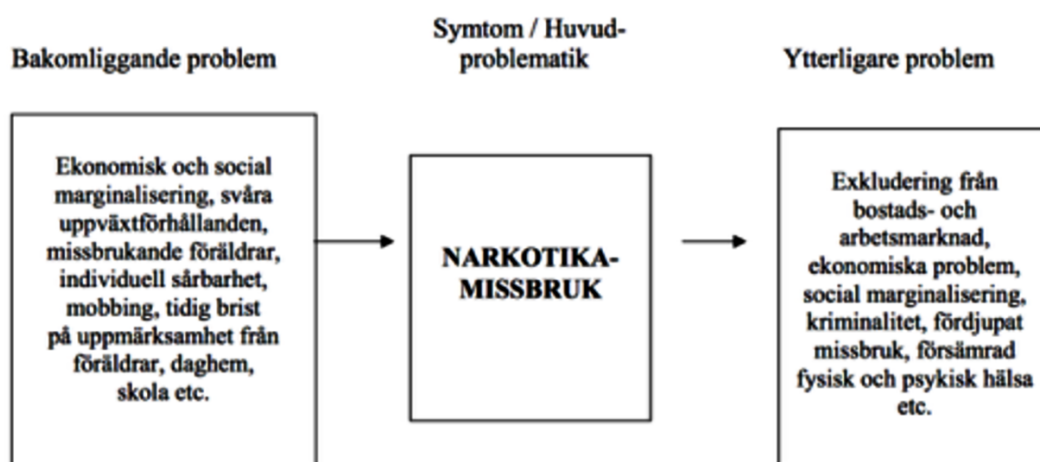 Bakomliggande problem
Symtom / Huvud-
problematik
Ytterligare problem
Ekonomisk och social
marginalisering, svåra
uppväxtförhållanden,
missbrukande föräldrar,
individuell sårbarhet,
mobbing, tidig brist
på uppmärksamhet från
föräldrar, daghem,
skola etc.
NARKOTIKA-
MISSBRUK
Exkludering från
bostads- och
arbetsmarknad,
ekonomiska problem,
social marginalisering,
kriminalitet, fördjupat
missbruk, försämrad
fysisk och psykisk hälsa
etc.